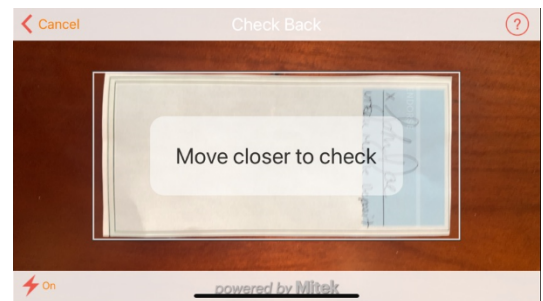 Cancel
Check Back
?
Move closer to check
On
powered by Mitek